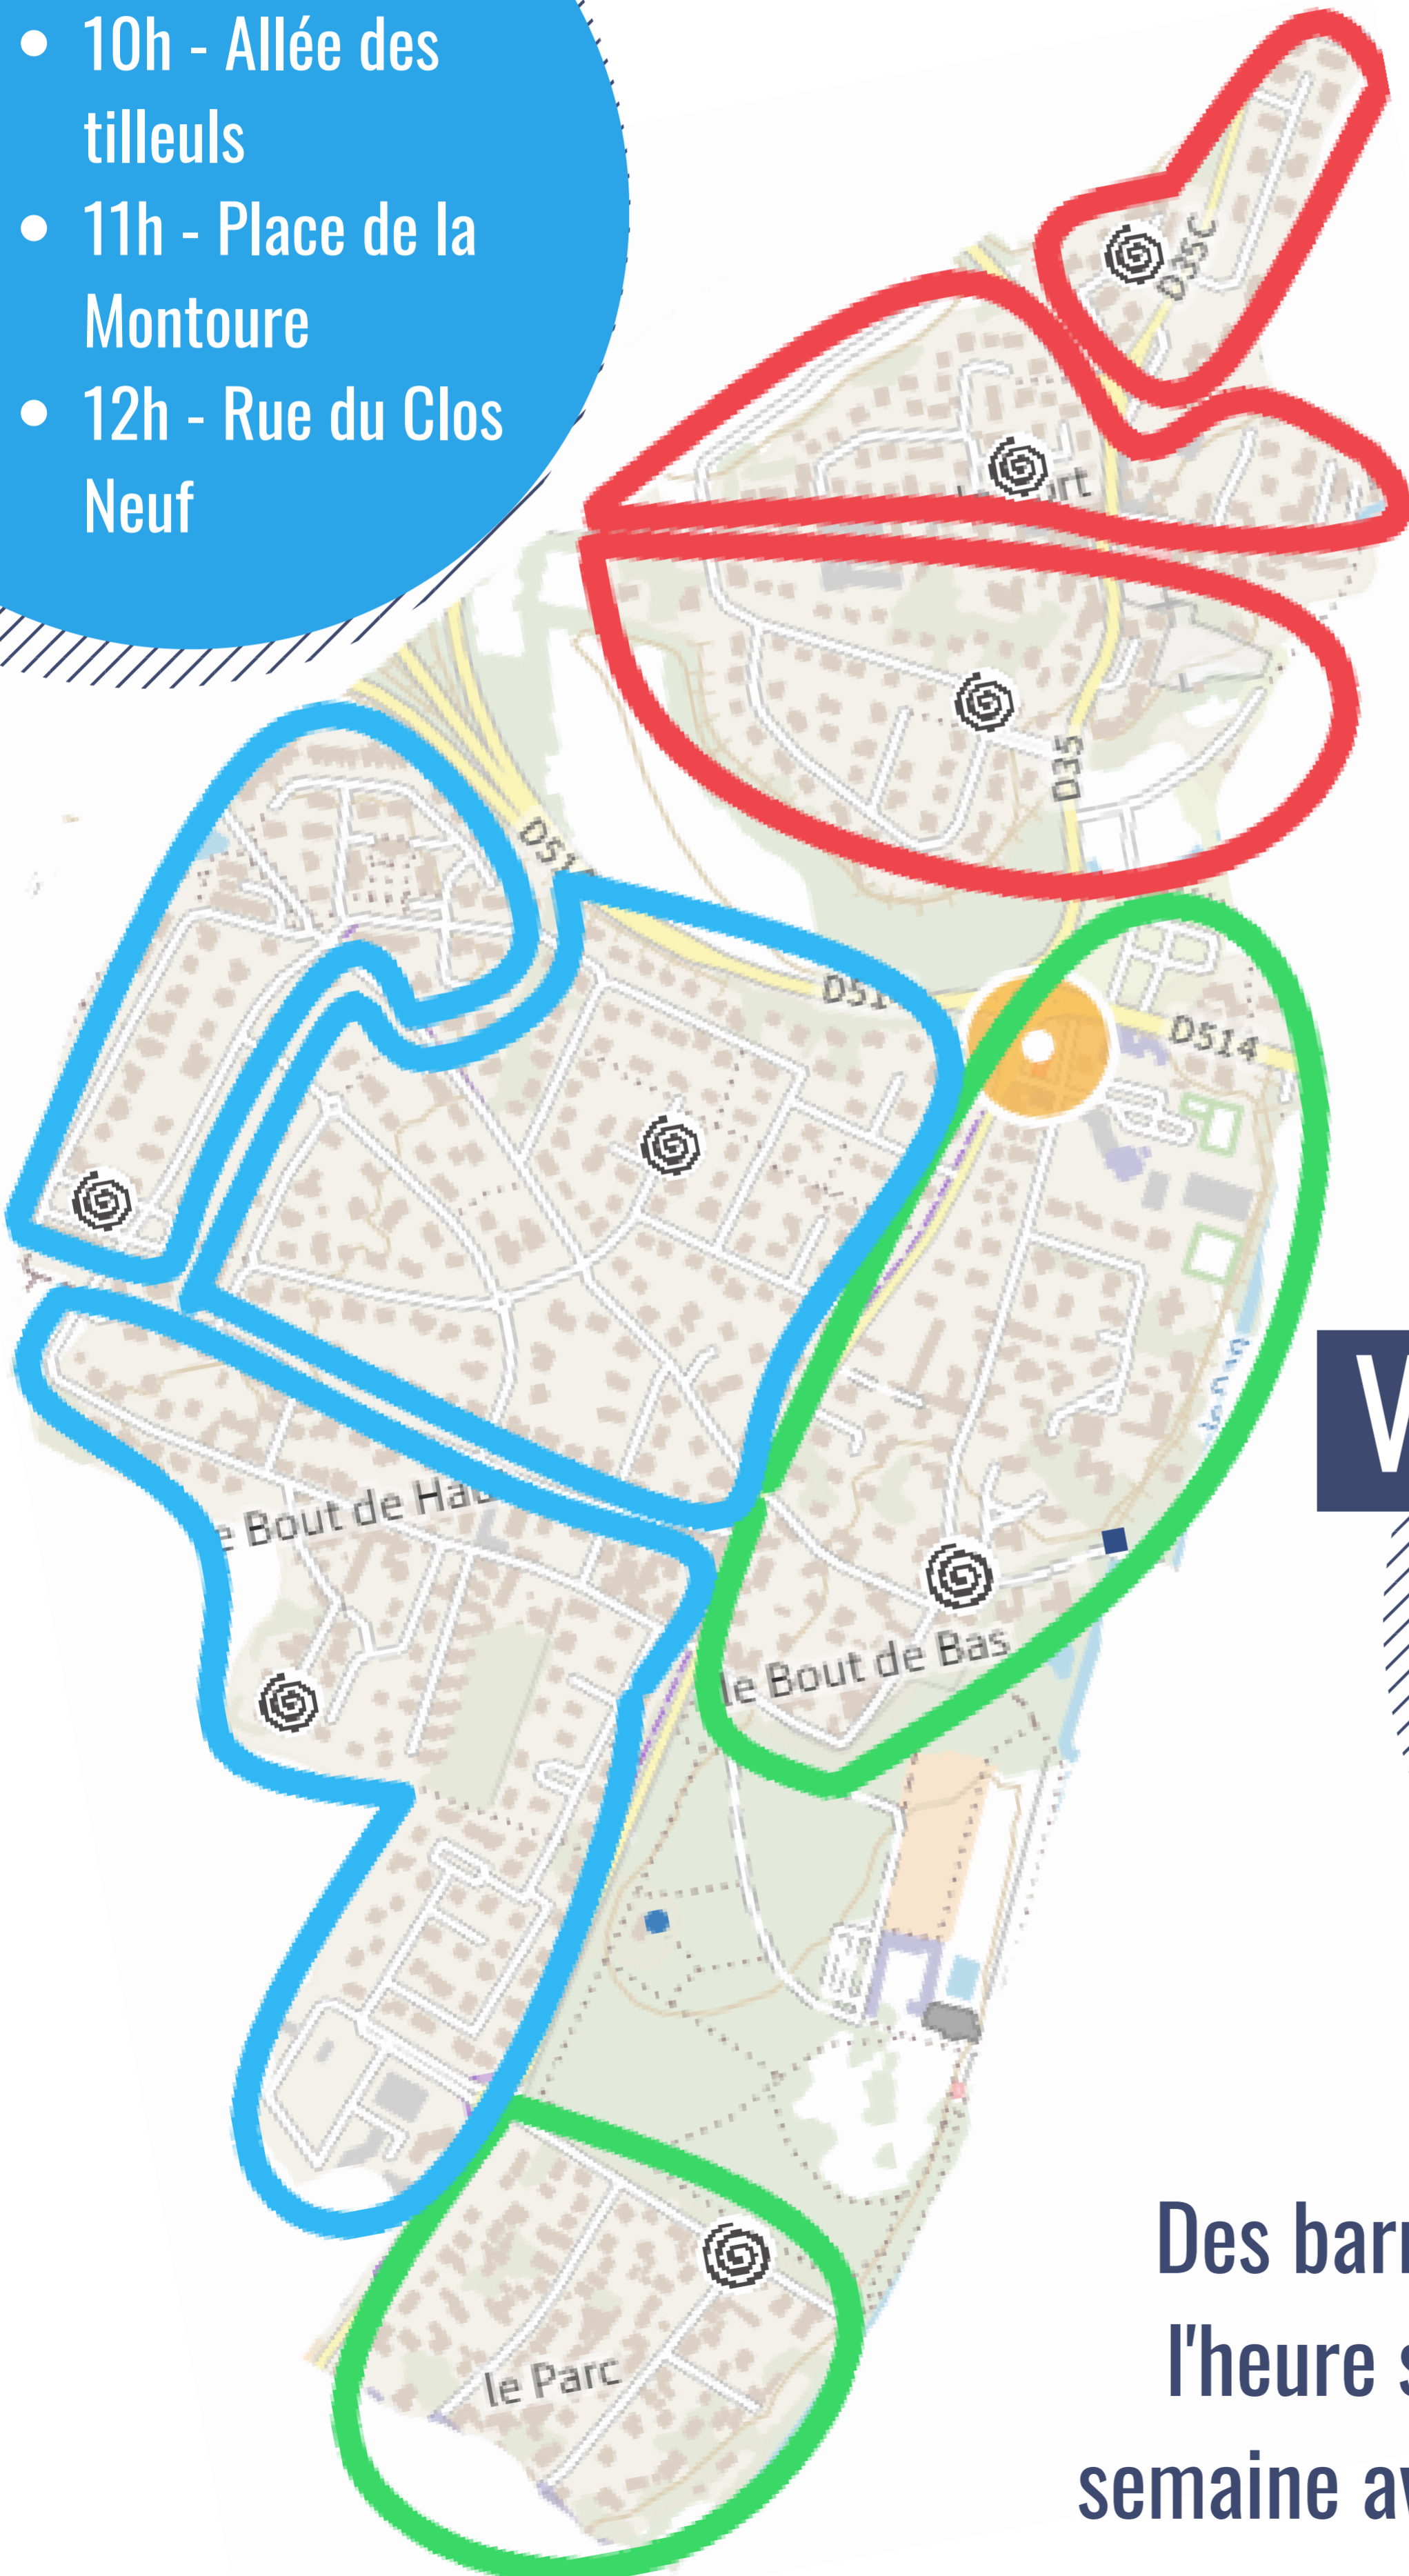 • 10h - Allée des
tilleuls
• 11h - Place de la
Montoure
• 12h - Rue du Clos
Neuf
D35C
D35
D514
le Bout de Bas
le Parc
V
Des barr
l'heure s
semaine av